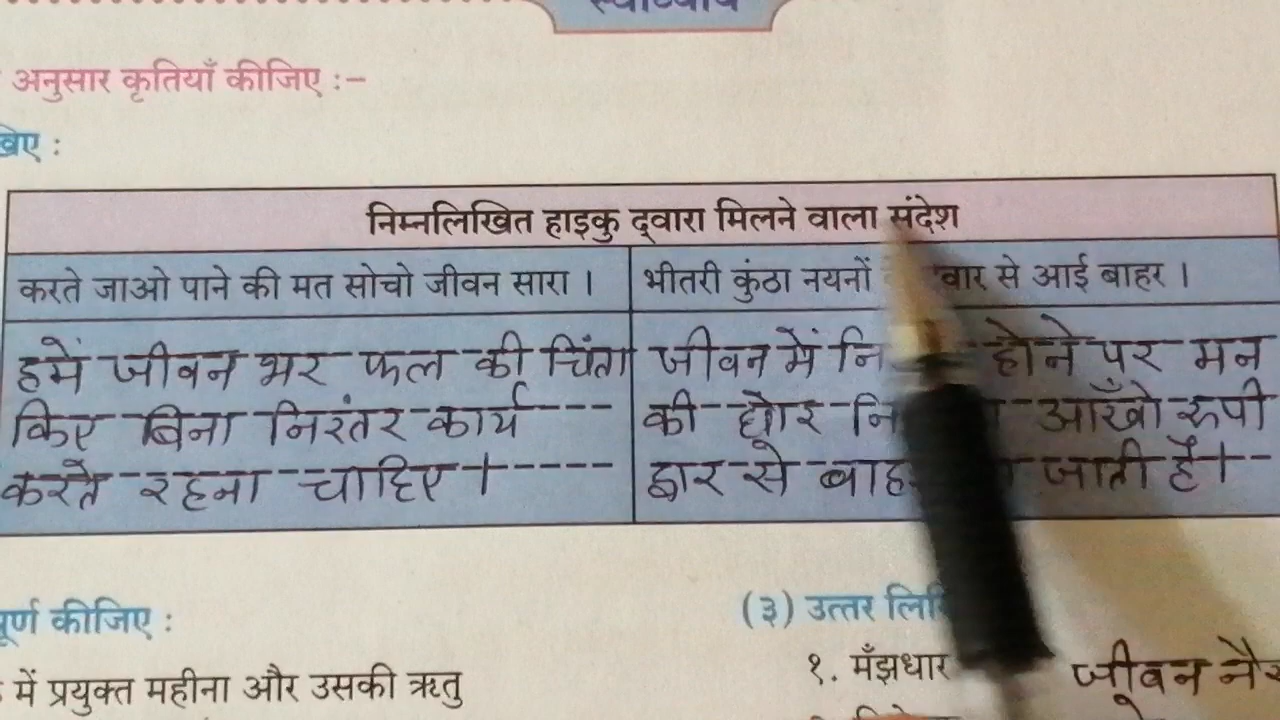 स्वाध्याय
अनुसार कृतियाँ कीजिए :-
निम्नलिखित हाइकु द्वारा मिलने वाला संदेश
करते जाओ पाने की मत सोचो जीवन सारा ।
भीतरी कुंठा नयनों से आई बाहर ।
हमें जीवन भर फल की चिंता
किए बिना निरंतर कार्य
करते रहना चाहिए ।
जीवन में होने पर मन
की घोर आँखो रुपी
द्वार से जाती है ।
कीजिए :
(३) उत्तर
में प्रयुक्त महीना और उसकी ऋतु
१. मँझधार जीवन